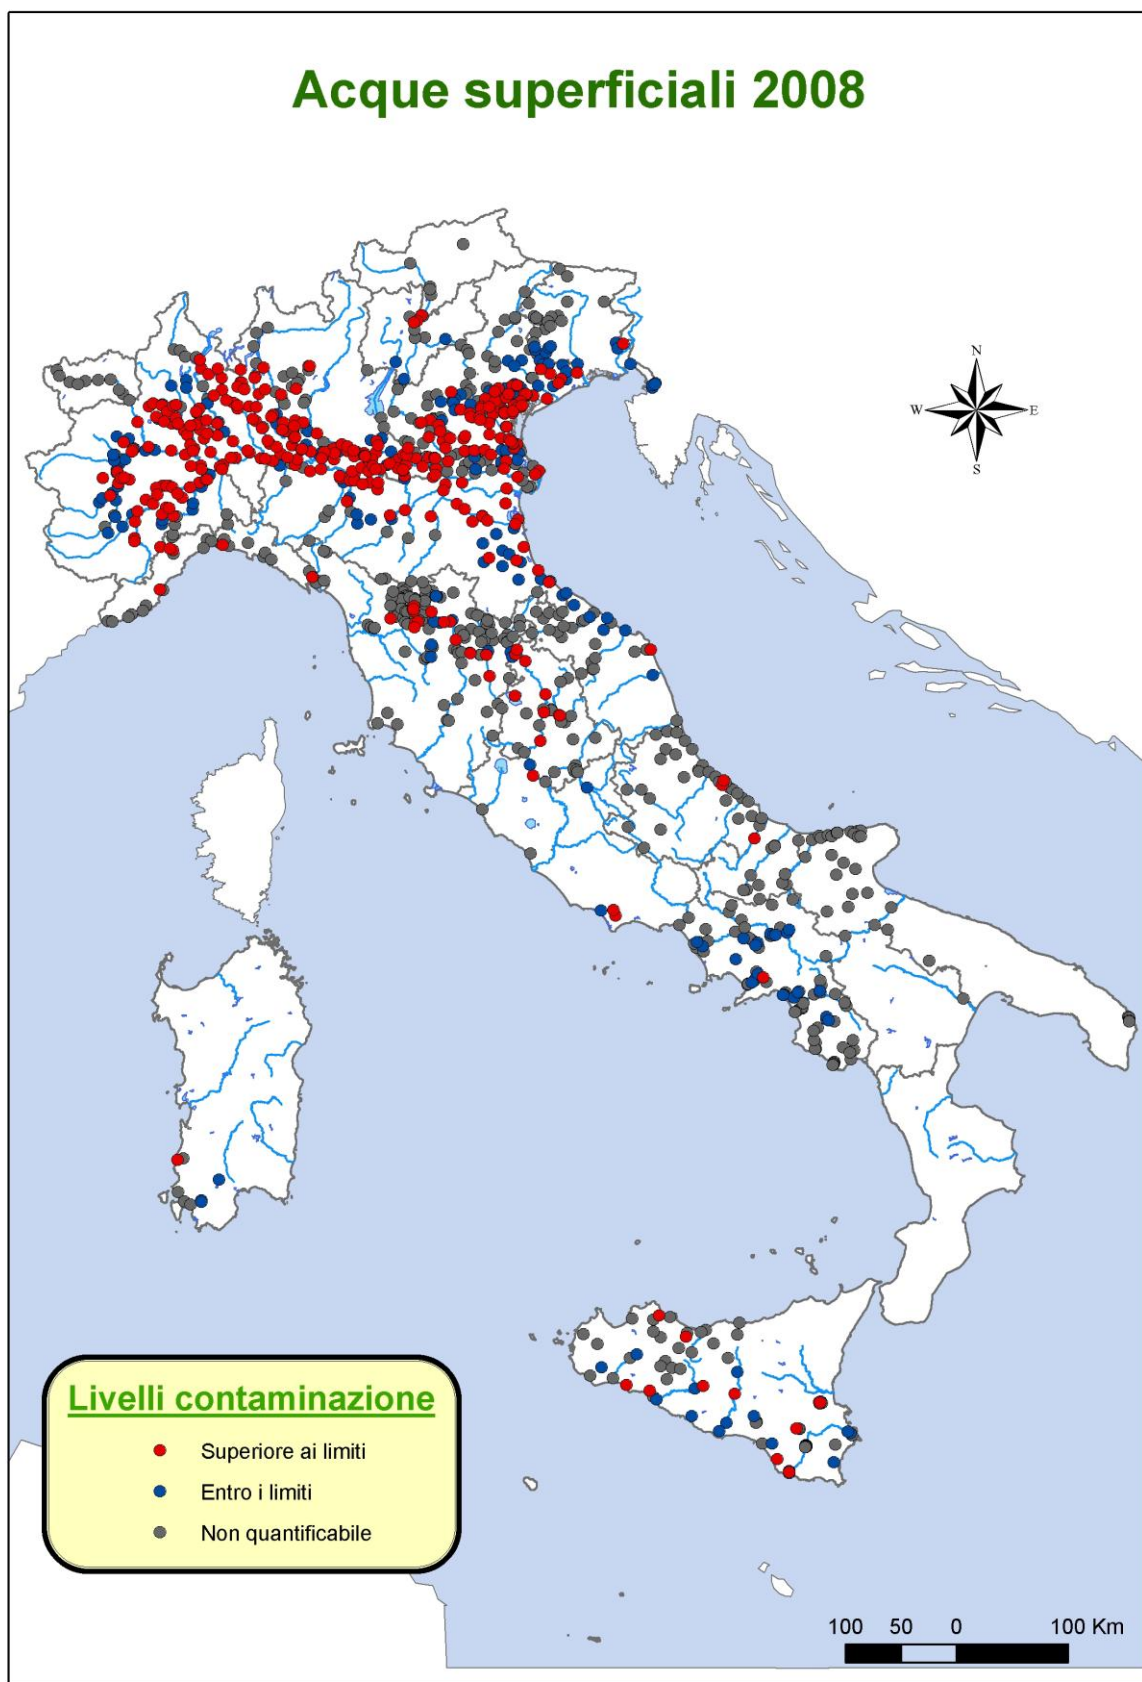 Acque superficiali 2008
N
W E
S
Livelli contaminazione
Superiore ai limiti
Entro i limiti
Non quantificabile
100 50 0 100 Km